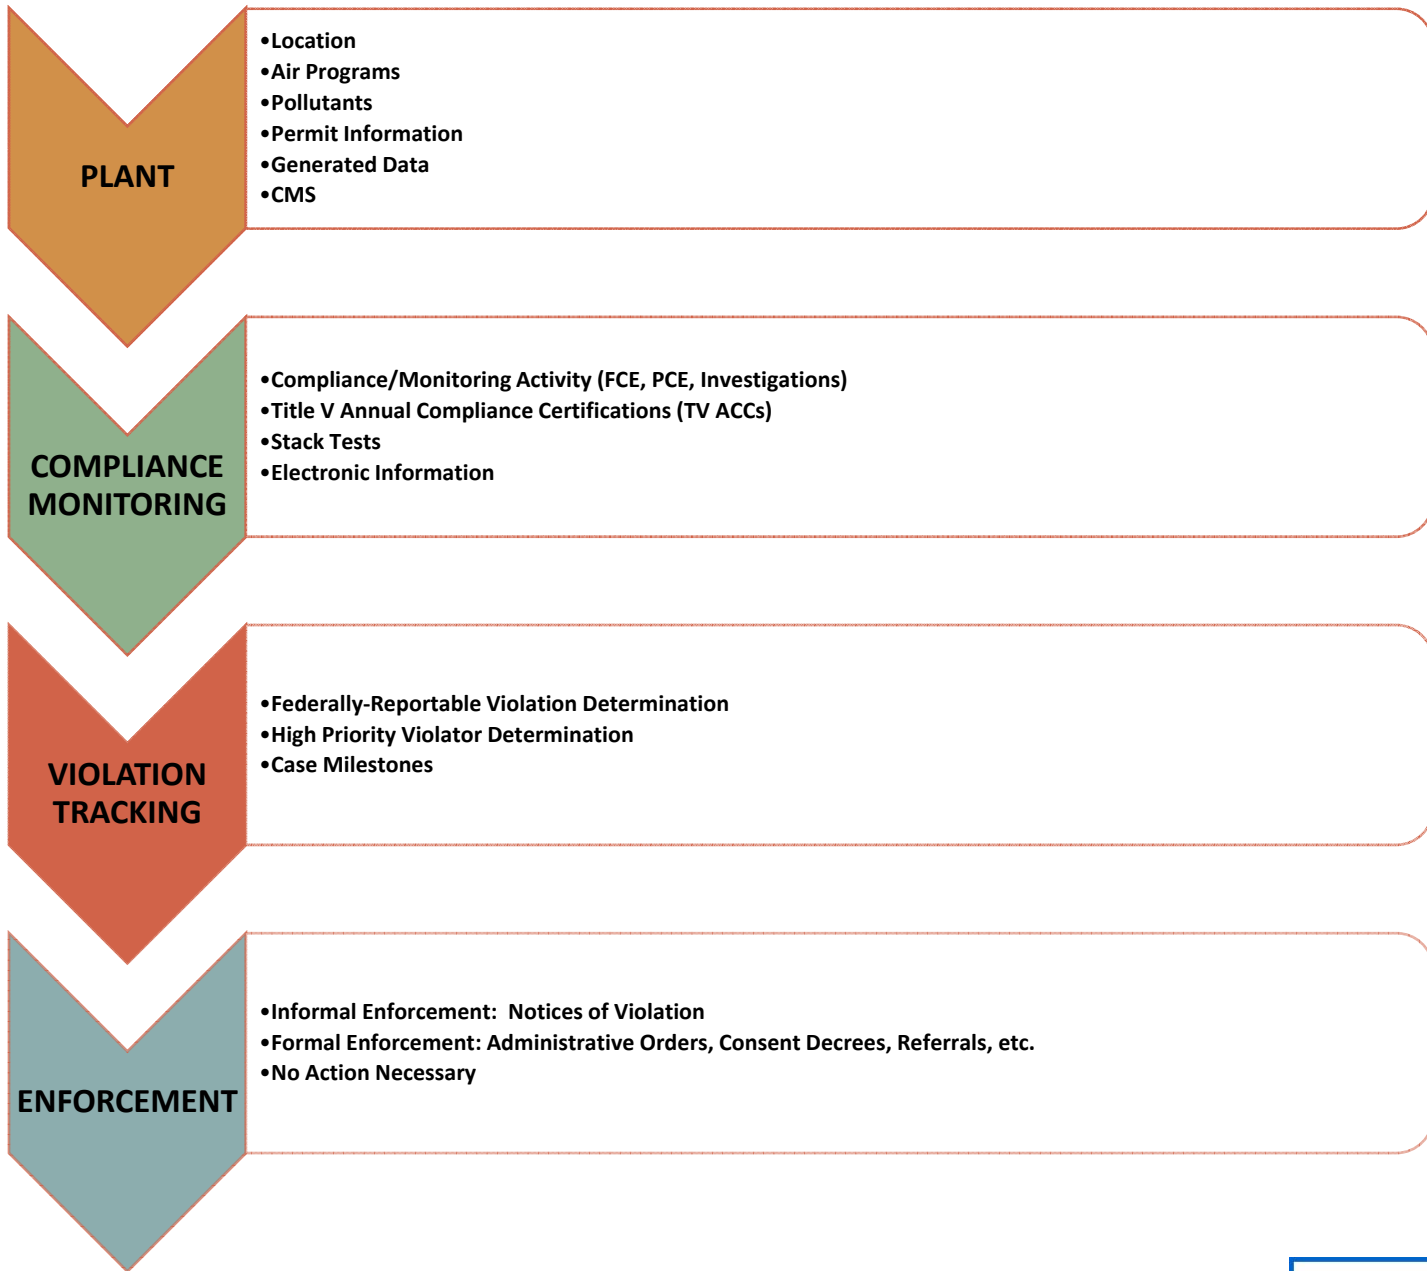 PLANT
•Location
•Air Programs
•Pollutants
•Permit Information
•Generated Data
•CMS
COMPLIANCE
MONITORING
•Compliance/Monitoring Activity (FCE, PCE, Investigations)
•Title V Annual Compliance Certifications (TV ACCs)
•Stack Tests
•Electronic Information
VIOLATION
TRACKING
•Federally-Reportable Violation Determination
•High Priority Violator Determination
•Case Milestones
ENFORCEMENT
•Informal Enforcement:  Notices of Violation
•Formal Enforcement: Administrative Orders, Consent Decrees, Referrals, etc.
•No Action Necessary